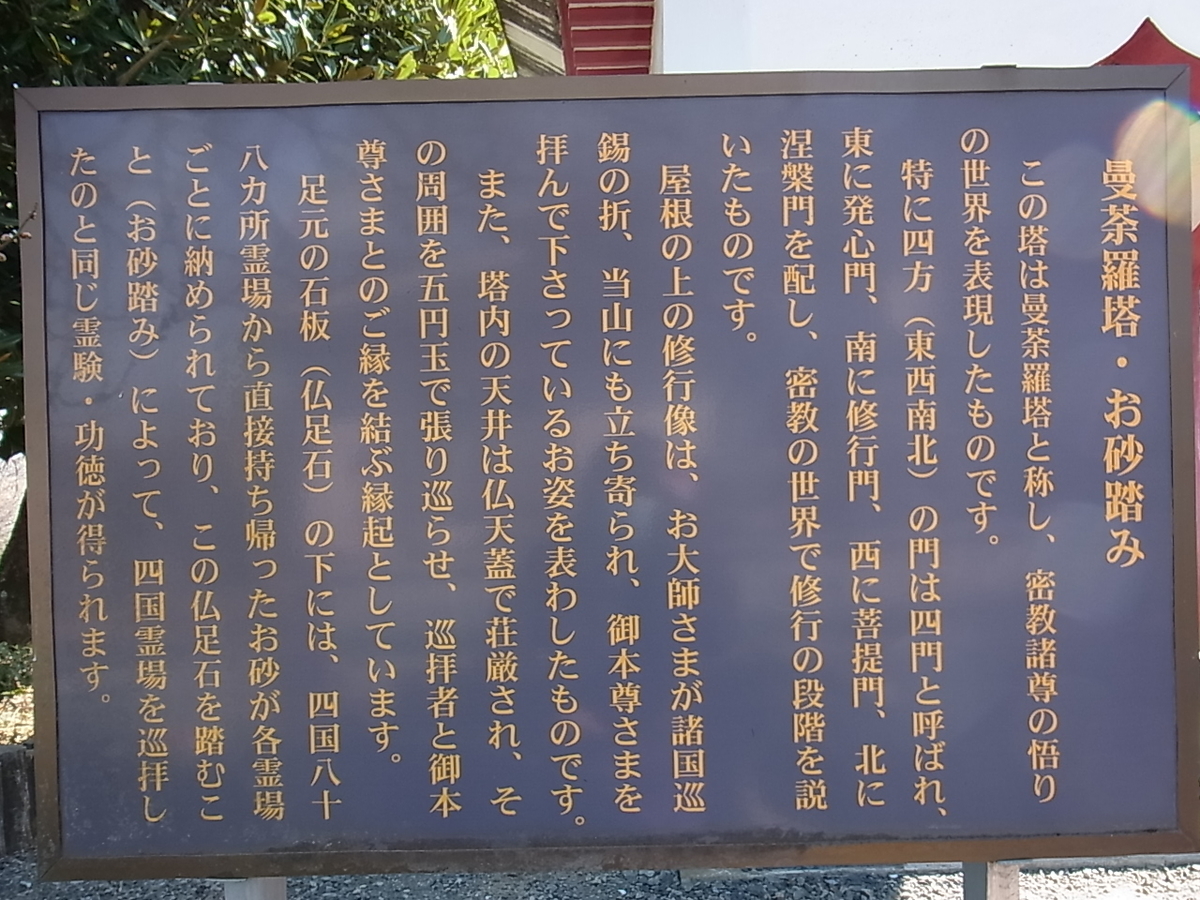 曼荼羅塔・お砂踏み
この塔は曼荼羅塔と称し、密教諸尊の悟り
の世界を表現したものです。
特に四方（東西南北）の門は四門と呼ばれ、
東に発心門、南に修行門、西に菩提門、北に
涅槃門を配し、密教の世界で修行の段階を説
いたものです。
屋根の上の修行像は、お大師さまが諸国巡
錫の折、当山にも立ち寄られ、御本尊さまを
拝んで下さっているお姿を表わしたものです。
また、塔内の天井は仏天蓋で荘厳され、そ
の周囲を五円玉で張り巡らせ、巡拝者と御本
尊さまとのご縁を結ぶ縁起としています。
足元の石板（仏足石）の下には、四国八十
八カ所霊場から直接持ち帰ったお砂が各霊場
ごとに納められており、この仏足石を踏むこ
と（お砂踏み）によって、四国霊場を巡拝し
たのと同じ霊験・功徳が得られます。